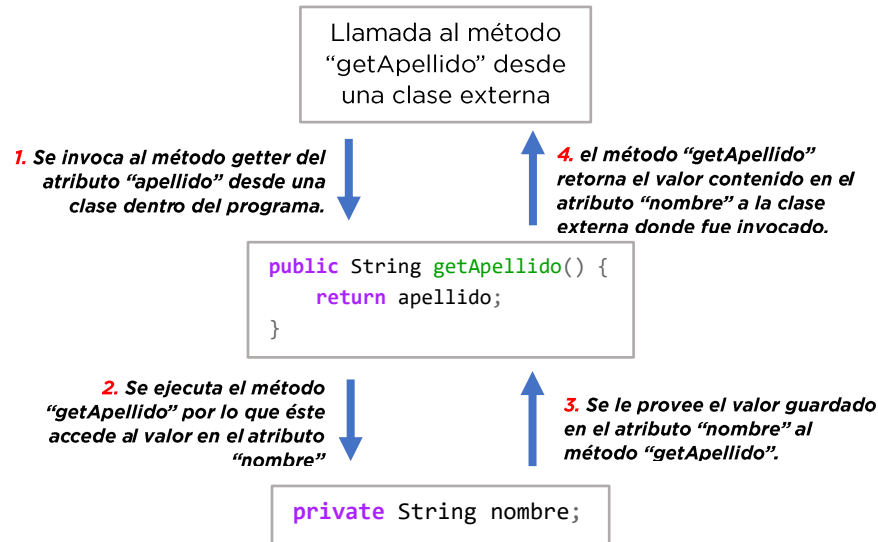 Llamada al método
“getApellido” desde
una clase externa
1. Se invoca al método getter del
atributo “apellido” desde una
clase dentro del programa.
4. el método “getApellido”
retorna el valor contenido en el
atributo “nombre” a la clase
externa donde fue invocado.
public String getApellido() {
return apellido;
}
2. Se ejecuta el método
“getApellido” por lo que éste
accede al valor en el atributo
“nombre”
3. Se le provee el valor guardado
en el atributo “nombre” al
método “getApellido”.
private String nombre;